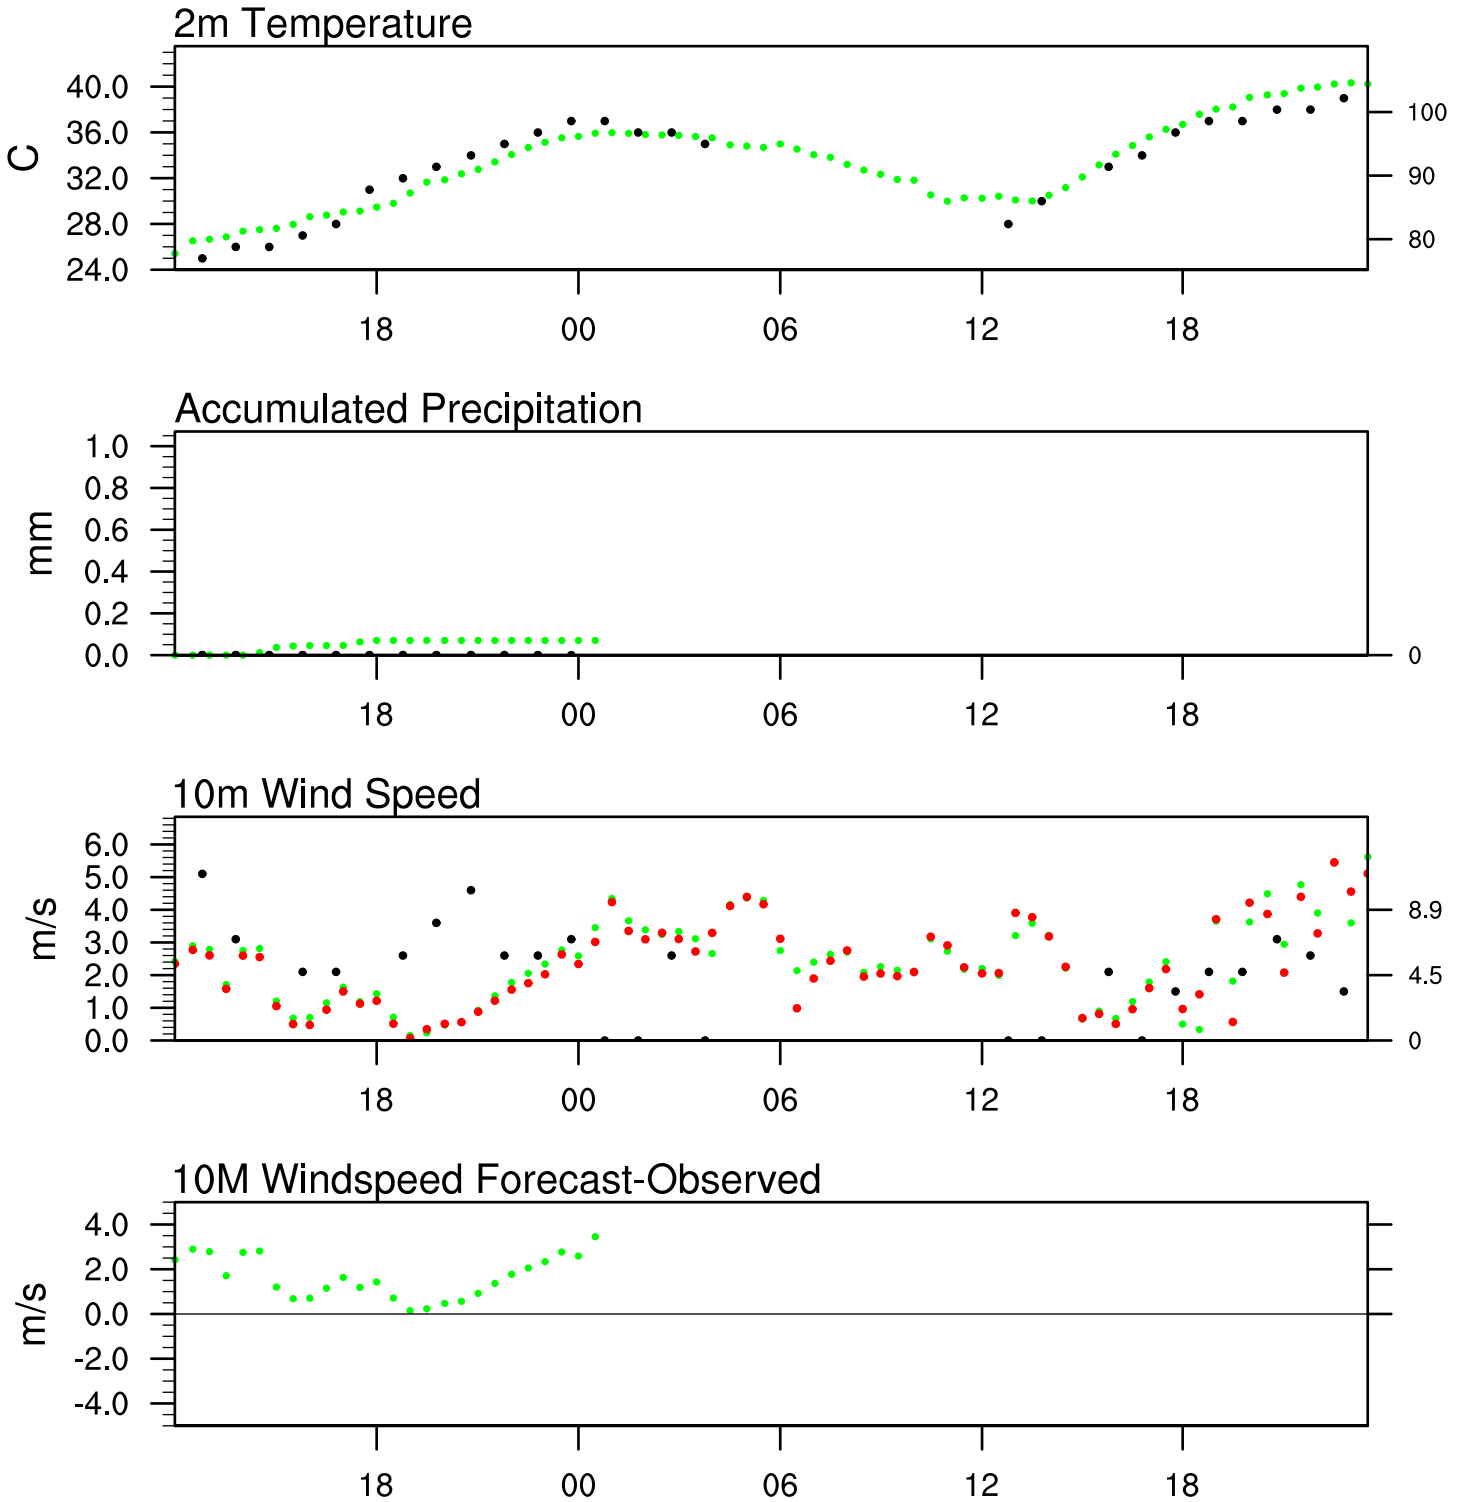 2m Temperature
40.0
36.0
32.0
28.0
24.0
C
100
90
80
18 00 06 12 18
Accumulated Precipitation
1.0
0.8
0.6
0.4
0.2
0.0
mm
0
18 00 06 12 18
10m Wind Speed
6.0
5.0
4.0
3.0
2.0
1.0
0.0
m/s
8.9
4.5
0
18 00 06 12 18
10M Windspeed Forecast-Observed
4.0
2.0
0.0
-2.0
-4.0
m/s
18 00 06 12 18